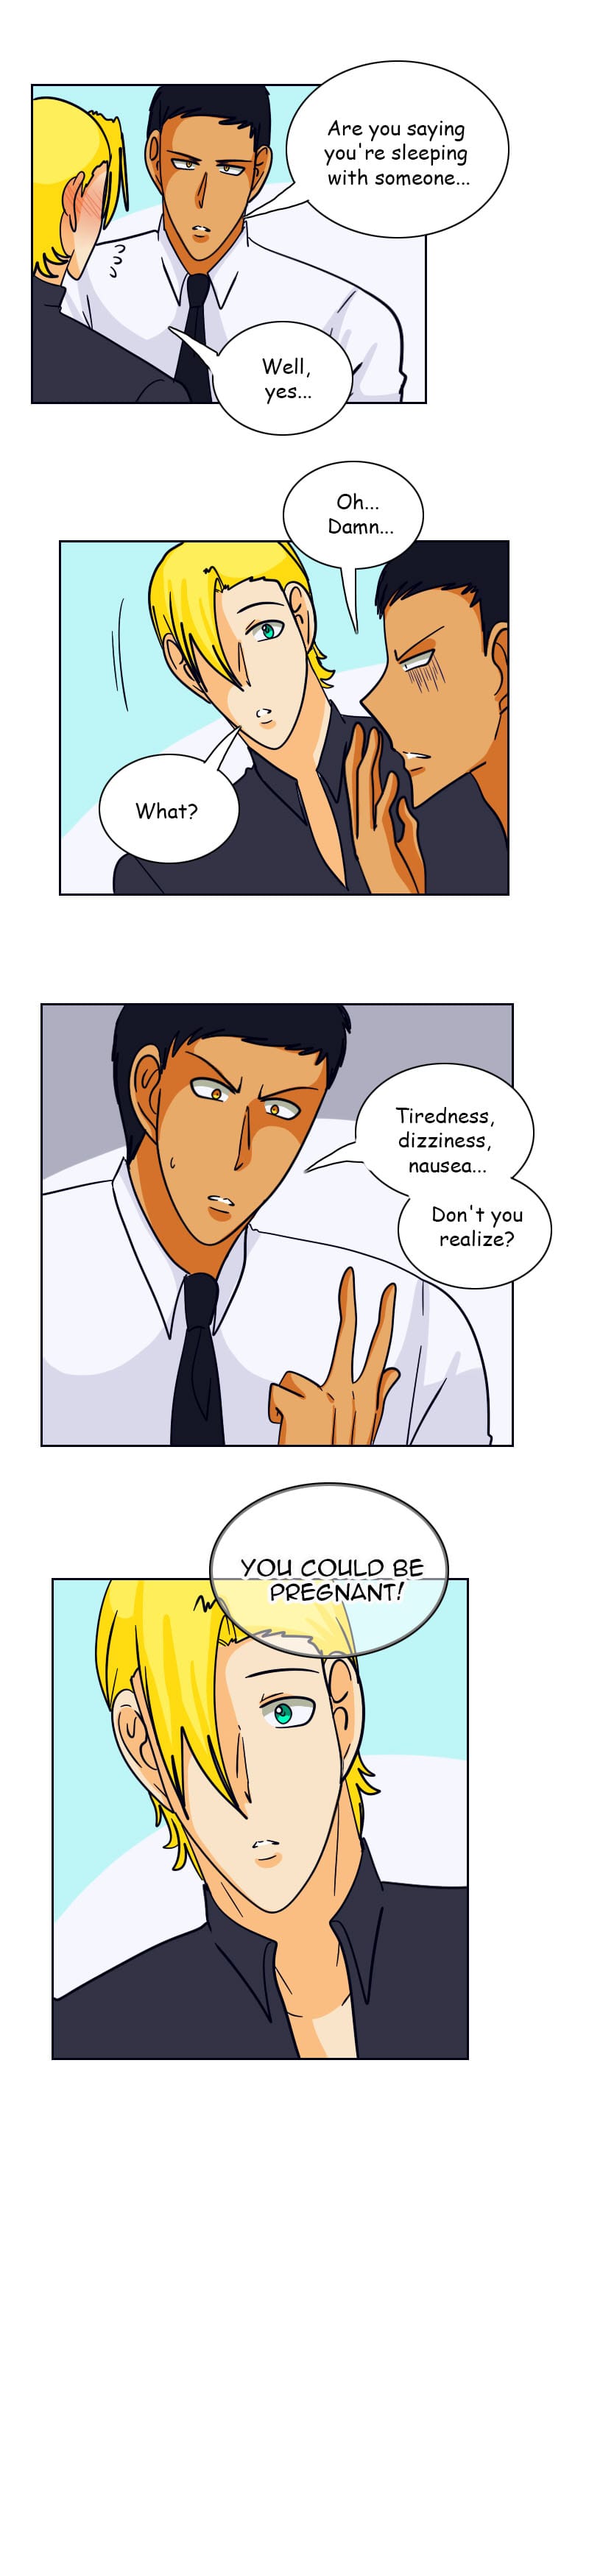 Are you saying
you're sleeping
with someone...
Well,
yes...
Oh...
Damn...
What?
Tiredness,
dizziness,
nausea...
Don't you
realize?
YOU COULD BE
PREGNANT!